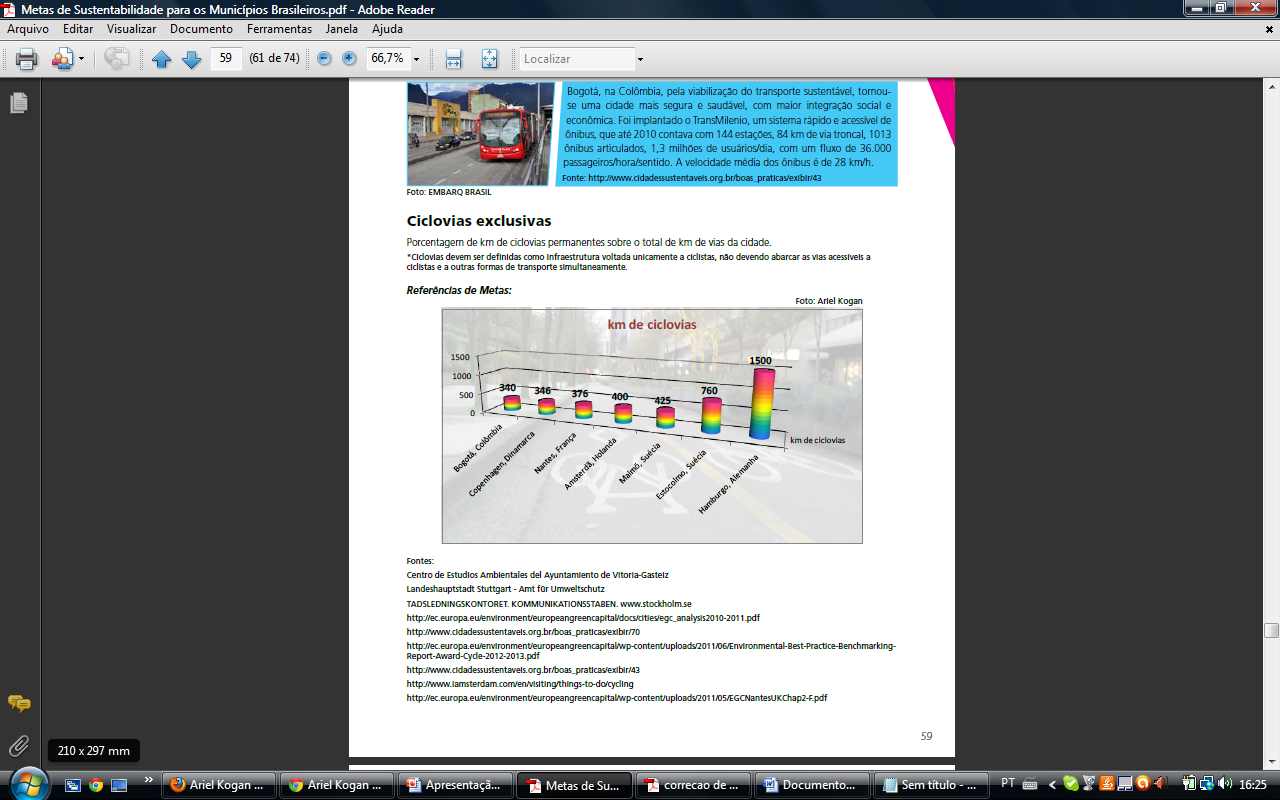 Metas de Sustentabilidade para os Municípios Brasileiros.pdf - Adobe Reader
Arquivo Editar Visualizar Documento Ferramentas Janela Ajuda
59 (61 de 74) 66,7% Localizar
Bogotá, na Colômbia, pela viabilização do transporte sustentável, tornou-
se uma cidade mais segura e saudável, com maior integração social e
econômica. Foi implantado o TransMilenio, um sistema rápido e acessível de
ônibus, que até 2010 contava com 144 estações, 84 km de via troncal, 1013
ônibus articulados, 1,3 milhões de usuários/dia, com um fluxo de 36.000
passageiros/hora/sentido. A velocidade média dos ônibus é de 28 km/h.
Fonte: http://www.cidadessustentaveis.org.br/boas_praticas/exibir/43
Foto: EMBARQ BRASIL
Ciclovias exclusivas
Porcentagem de km de ciclovias permanentes sobre o total de km de vias da cidade.
*Ciclovias devem ser definidas como infraestrutura voltada unicamente a ciclistas, não devendo abarcar as vias acessíveis a
ciclistas e a outras formas de transporte simultaneamente.
Referências de Metas:
Foto: Ariel Kogan
km de ciclovias
1500
1000
500
0
340 346 376 400 425 760 1500
km de ciclovias
Bogotá, Colômbia
Copenhagen, Dinamarca
Nantes, França
Amsterdã, Holanda
Malmö, Suécia
Estocolmo, Suécia
Hamburgo, Alemanha
Fontes:
Centro de Estudios Ambientales del Ayuntamiento de Vitoria-Gasteiz
Landeshauptstadt Stuttgart - Amt für Umweltschutz
TADSLEDNINGSKONTORET. KOMMUNIKATIONSSTABEN. www.stockholm.se
http://ec.europa.eu/environment/europeangreencapital/docs/cities/egc_analysis2010-2011.pdf
http://www.cidadessustentaveis.org.br/boas_praticas/exibir/70
http://ec.europa.eu/environment/europeangreencapital/wp-content/uploads/2011/06/Environmental-Best-Practice-Benchmarking-
Report-Award-Cycle-2012-2013.pdf
http://www.cidadessustentaveis.org.br/boas_praticas/exibir/43
http://www.iamsterdam.com/en/visiting/things-to-do/cycling
http://ec.europa.eu/environment/europeangreencapital/wp-content/uploads/2011/05/EGCNantesUKChap2-F.pdf
59
210 x 297 mm
Ariel Kogan ... Ariel Kogan ... Apresentaçã... Metas de Su... correcao de ... Documento... Sem título - ... PT 16:25